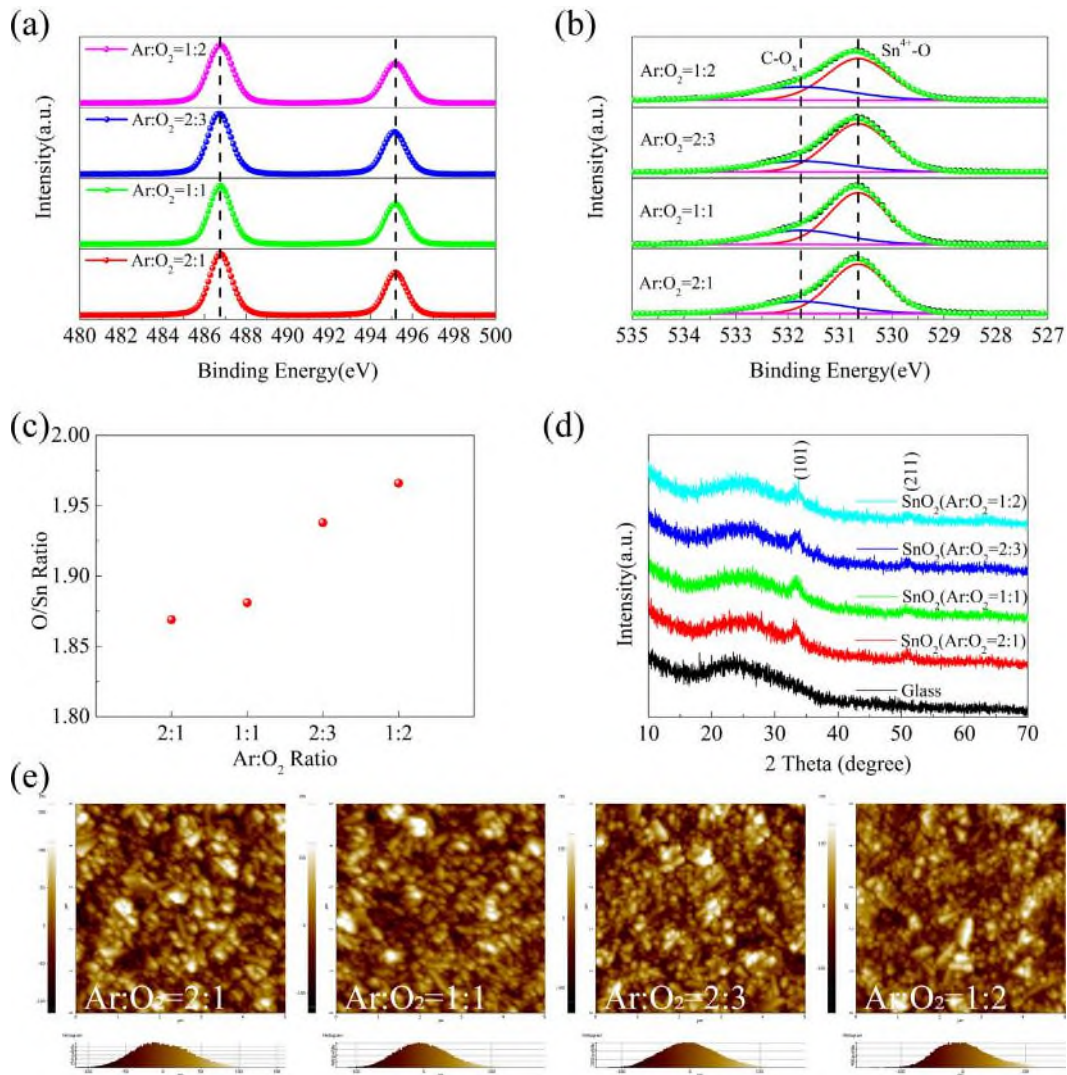 (a)
Ar:O₂=1:2
Ar:O₂=2:3
Ar:O₂=1:1
Ar:O₂=2:1
Intensity(a.u.)
480 482 484 486 488 490 492 494 496 498 500
Binding Energy(eV)
(b)
C-Oₓ
Sn⁴⁺-O
Ar:O₂=1:2
Ar:O₂=2:3
Ar:O₂=1:1
Ar:O₂=2:1
Intensity(a.u.)
535 534 533 532 531 530 529 528 527
Binding Energy(eV)
(c)
2.00
1.95
1.90
1.85
1.80
O/Sn Ratio
2:1 1:1 2:3 1:2
Ar:O₂ Ratio
(d)
(101)
(211)
SnO₂(Ar:O₂=1:2)
SnO₂(Ar:O₂=2:3)
SnO₂(Ar:O₂=1:1)
SnO₂(Ar:O₂=2:1)
Glass
Intensity(a.u.)
10 20 30 40 50 60 70
2 Theta (degree)
(e)
Ar:O₂=2:1
Ar:O₂=1:1
Ar:O₂=2:3
Ar:O₂=1:2
Histogram
Histogram
Histogram
Histogram